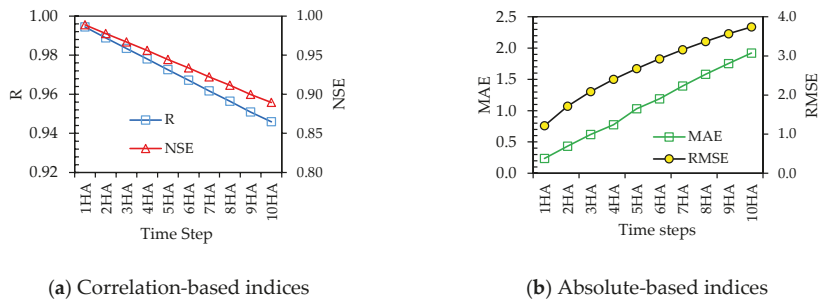 1.00
0.98
0.96
0.94
0.92
R
1.00
0.95
0.90
0.85
0.80
NSE
R
NSE
1HA
2HA
3HA
4HA
5HA
6HA
7HA
8HA
9HA
10HA
Time Step
(a) Correlation-based indices
2.5
2.0
1.5
1.0
0.5
0.0
MAE
4.0
3.0
2.0
1.0
0.0
RMSE
MAE
RMSE
1HA
2HA
3HA
4HA
5HA
6HA
7HA
8HA
9HA
10HA
Time steps
(b) Absolute-based indices